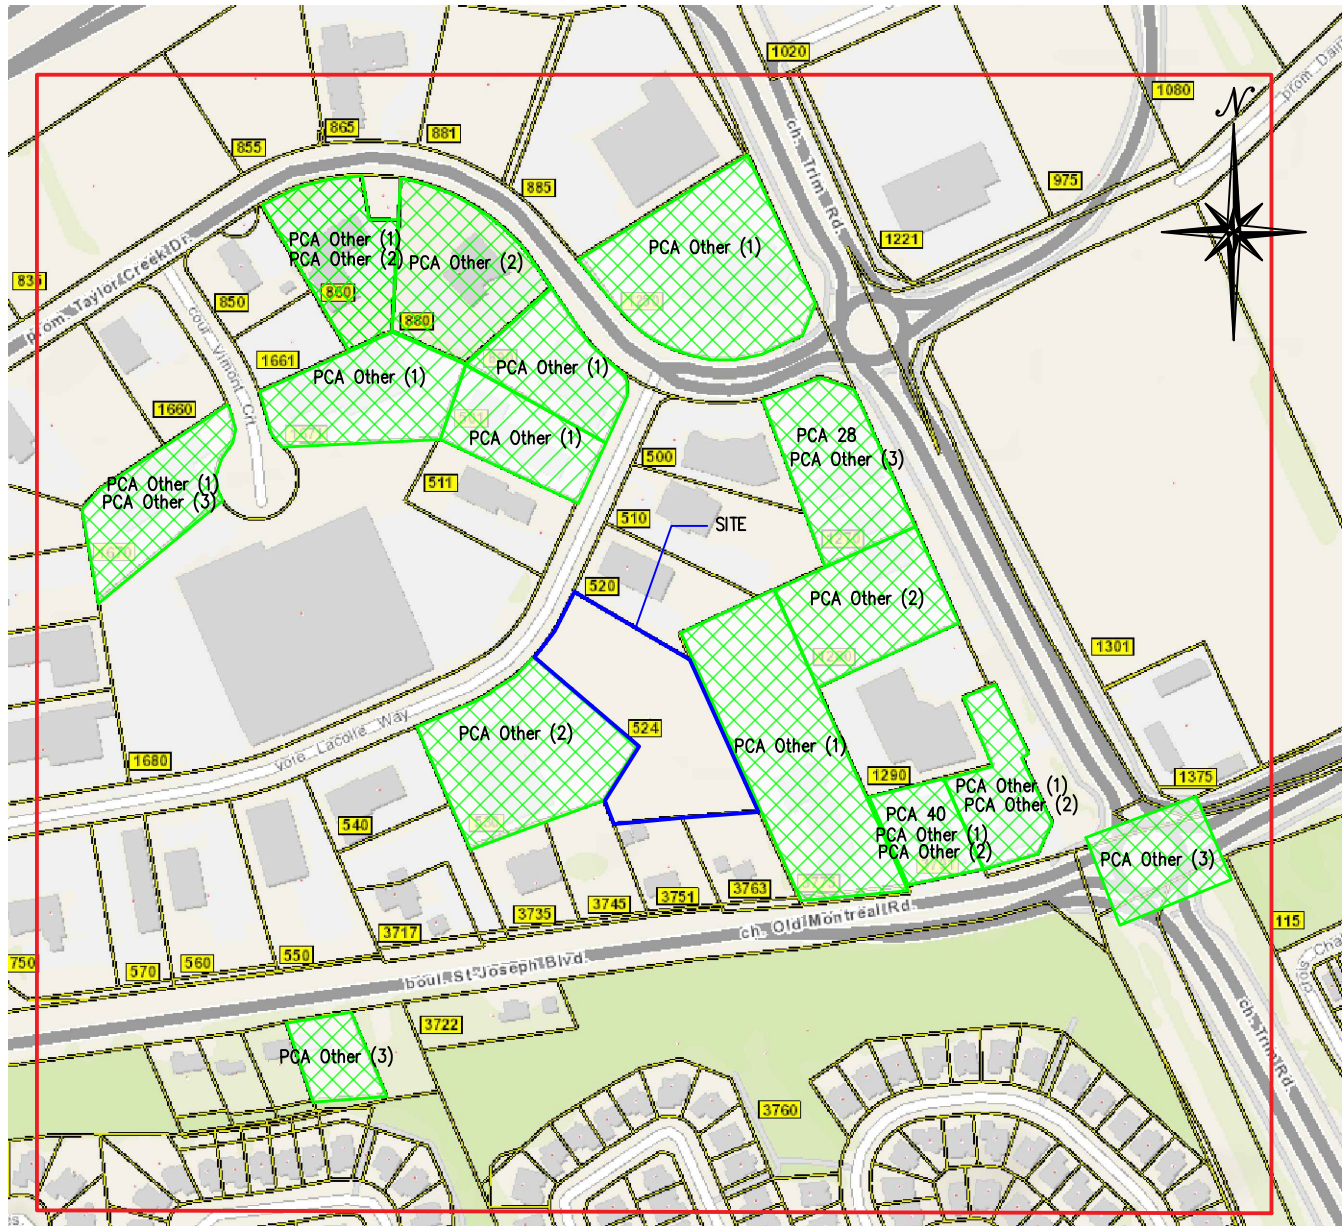 1020
1080
N
prom
865
881
855
885
ch. Trim Rd.
975
1221
PCA Other (1)
PCA Other (2)
PCA Other (2)
PCA Other (1)
835
prom. Taylor Creek Dr.
850
860
880
cour Vimont Crt.
1661
PCA Other (1)
PCA Other (1)
1660
PCA Other (1)
500
PCA 28
PCA Other (3)
PCA Other (1)
PCA Other (3)
511
510
SITE
1270
520
PCA Other (2)
1301
524
PCA Other (2)
PCA Other (1)
voie Lacolle Way
1680
1290
1375
PCA Other (1)
PCA Other (2)
PCA 40
PCA Other (1)
PCA Other (2)
540
PCA Other (3)
3763
3751
3745
3735
3717
115
ch. Old Montréal Rd.
550
560
570
750
boul. St Joseph Blvd.
3722
PCA Other (3)
ch. Trim Rd.
3760